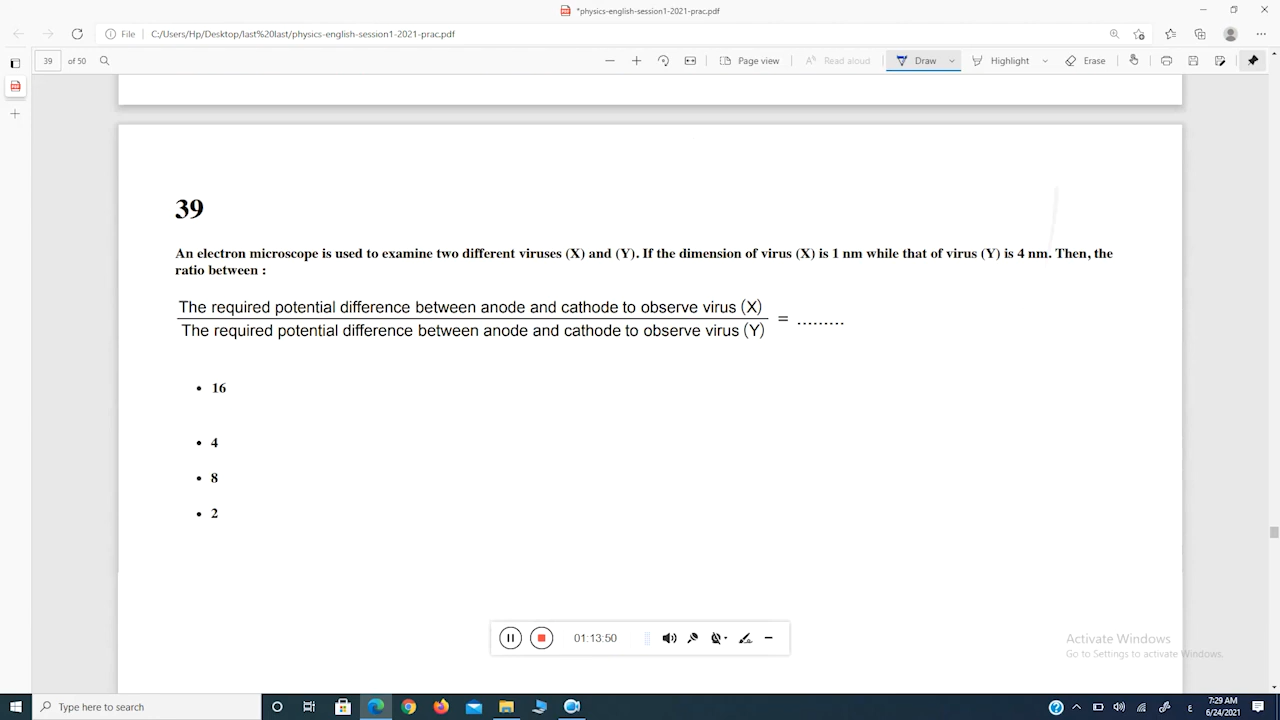 *physics-english-session1-2021-prac.pdf
File
C:/Users/Hp/Desktop/last%20last/physics-english-session1-2021-prac.pdf
39 of 50
Page view
Read aloud
Draw
Highlight
Erase
39
An electron microscope is used to examine two different viruses (X) and (Y). If the dimension of virus (X) is 1 nm while that of virus (Y) is 4 nm. Then, the
ratio between :
The required potential difference between anode and cathode to observe virus (X)
The required potential difference between anode and cathode to observe virus (Y)
= .........
• 16
• 4
• 8
• 2
01:13:50
Activate Windows
Go to Settings to activate Windows.
Type here to search
7:29 AM
6/24/2021